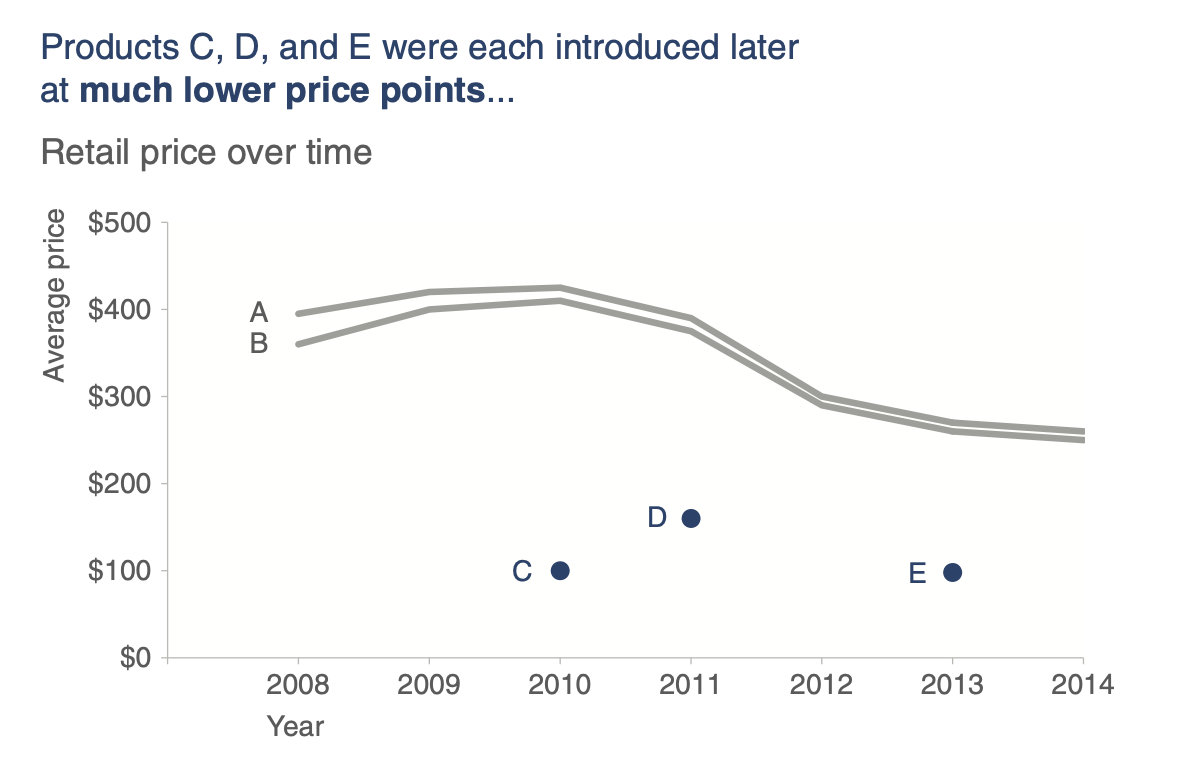 Products C, D, and E were each introduced later
at much lower price points...
Retail price over time
Average price
$500
$400
$300
$200
$100
$0
A
B
C
D
E
2008 2009 2010 2011 2012 2013 2014
Year